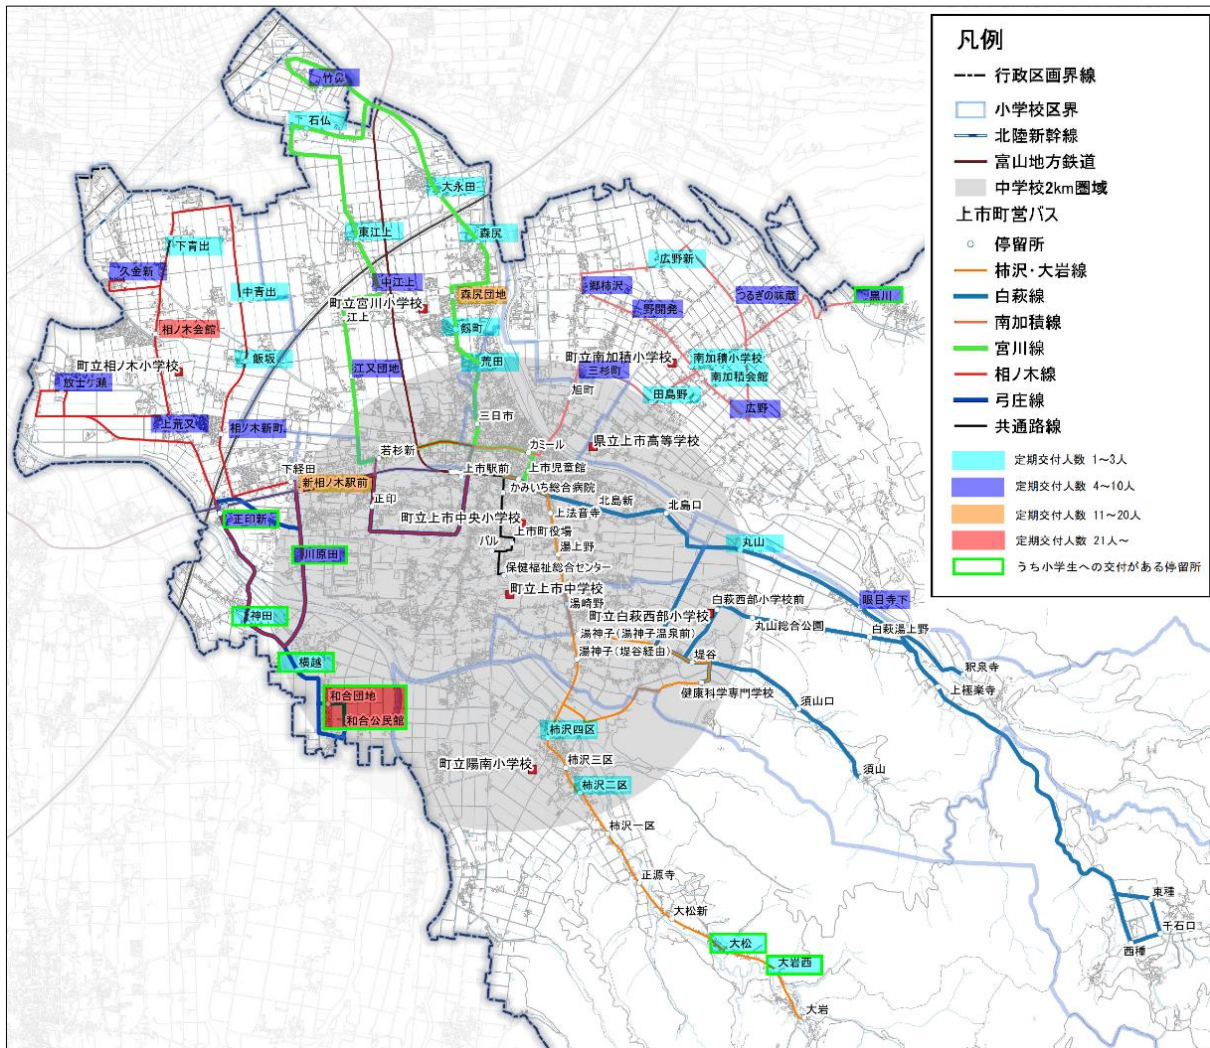 凡例
行政区画界線
小学校区界
北陸新幹線
富山地方鉄道
中学校2km圏域
上市町営バス
停留所
柿沢・大岩線
白萩線
南加積線
宮川線
相ノ木線
弓庄線
共通路線
定期交付人数 1~3人
定期交付人数 4~10人
定期交付人数 11~20人
定期交付人数 21人~
うち小学生への交付がある停留所
竹鼻
石仏
大永田
東江上
森尻
下青出
久金新
中青出
中江上
森尻団地
町立宮川小学校
江上
広野新
郷柿沢
野開発
つるぎの味蔵
黒川
相ノ木会館
飯坂
町立相ノ木小学校
放士ケ瀬
江又団地
荒田
町立南加積小学校
南加積小学校
三杉町
南加積会館
田島野
広野
旭町
上荒又
相ノ木新町
三日市
若杉新
カミール
県立上市高等学校
下経田
上市駅前
上市児童館
新相ノ木駅前
かみいち総合病院
北島新
北島口
正印
町立上市中央小学校
上法音寺
正印新
上市町役場
パル
湯上野
丸山
川原田
保健福祉総合センター
町立上市中学校
湯崎野
白萩西部小学校前
眼目寺下
神田
町立白萩西部小学校
湯神子(湯神子温泉前)
丸山総合公園
白萩湯上野
湯神子(堤谷経由)
堤谷
横越
釈泉寺
健康科学専門学校
上極楽寺
和合団地
和合公民館
須山口
柿沢四区
町立陽南小学校
柿沢三区
須山
柿沢二区
柿沢一区
正源寺
東種
大松新
千石口
大松
西種
大岩西
大岩